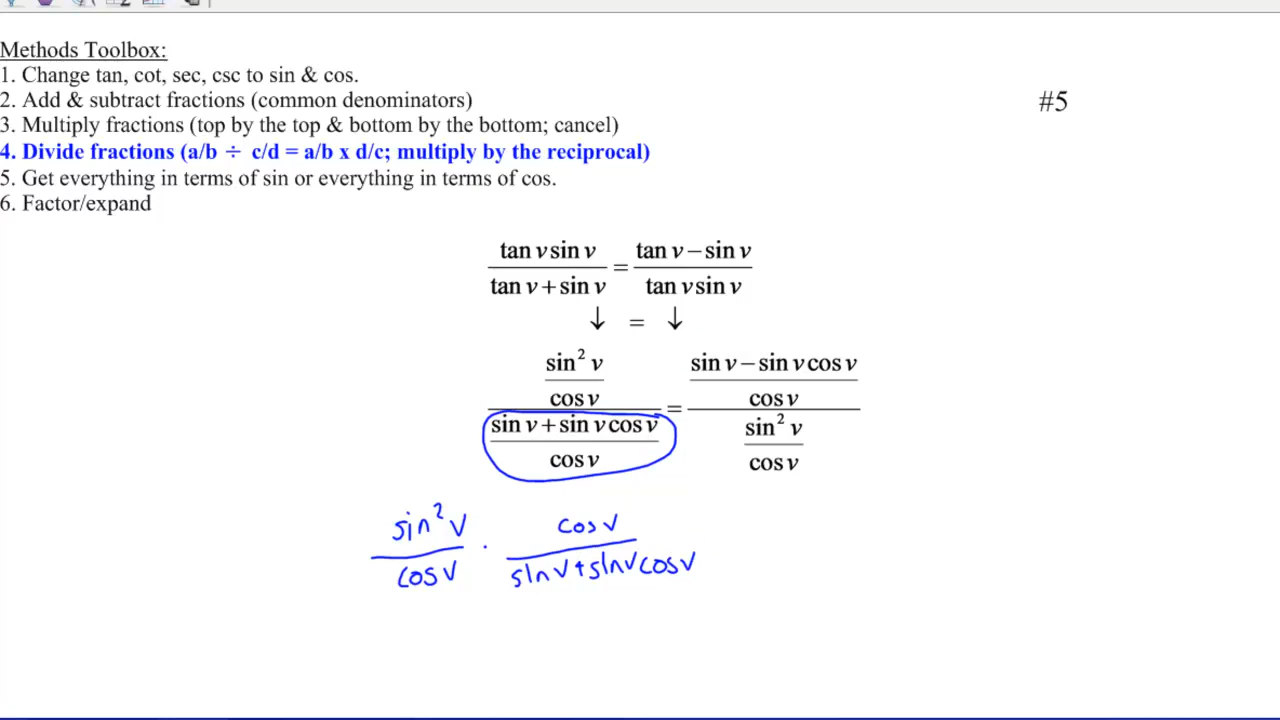 Methods Toolbox:
1. Change tan, cot, sec, csc to sin & cos.
2. Add & subtract fractions (common denominators)
#5
3. Multiply fractions (top by the top & bottom by the bottom; cancel)
4. Divide fractions (a/b ÷ c/d = a/b x d/c; multiply by the reciprocal)
5. Get everything in terms of sin or everything in terms of cos.
6. Factor/expand
tan v sin v / tan v + sin v = tan v − sin v / tan v sin v
↓ = ↓
sin² v / cos v / sin v + sin v cos v / cos v = sin v − sin v cos v / cos v / sin² v / cos v
sin² v / cos v · cos v / sin v + sin v cos v